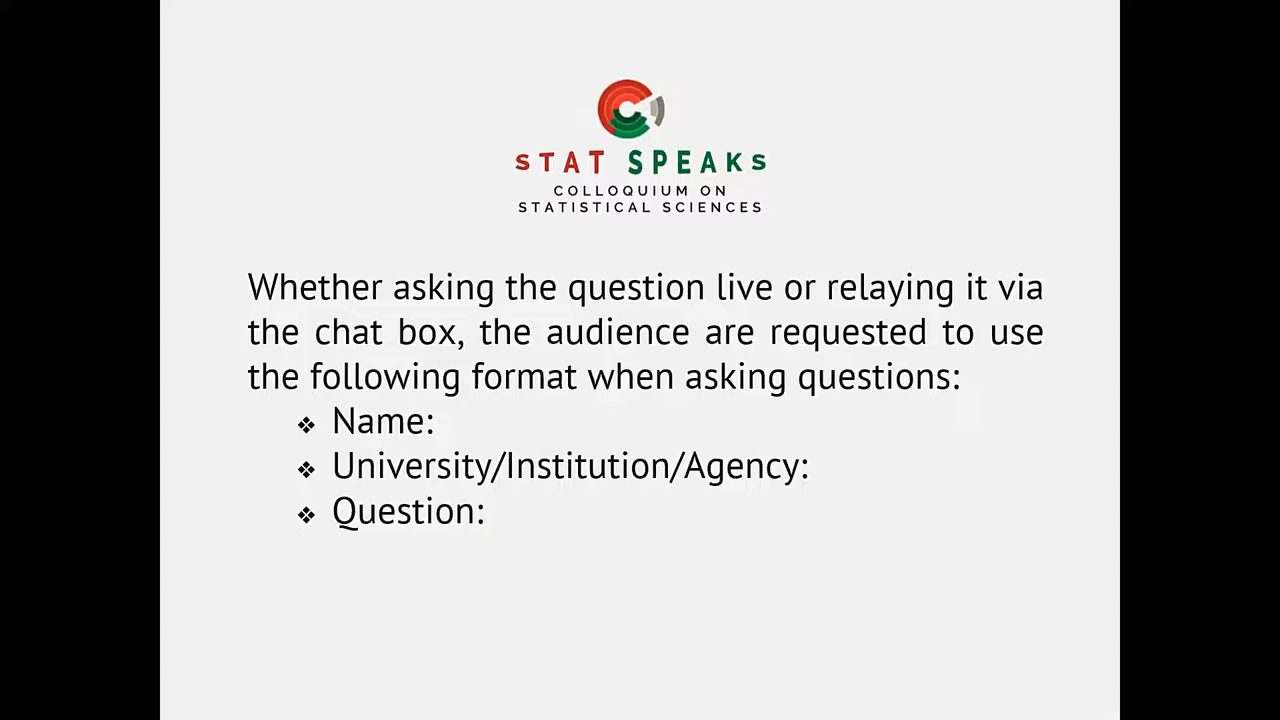 STAT SPEAKS
COLLOQUIUM ON
STATISTICAL SCIENCES
Whether asking the question live or relaying it via
the chat box, the audience are requested to use
the following format when asking questions:
❖ Name:
❖ University/Institution/Agency:
❖ Question: